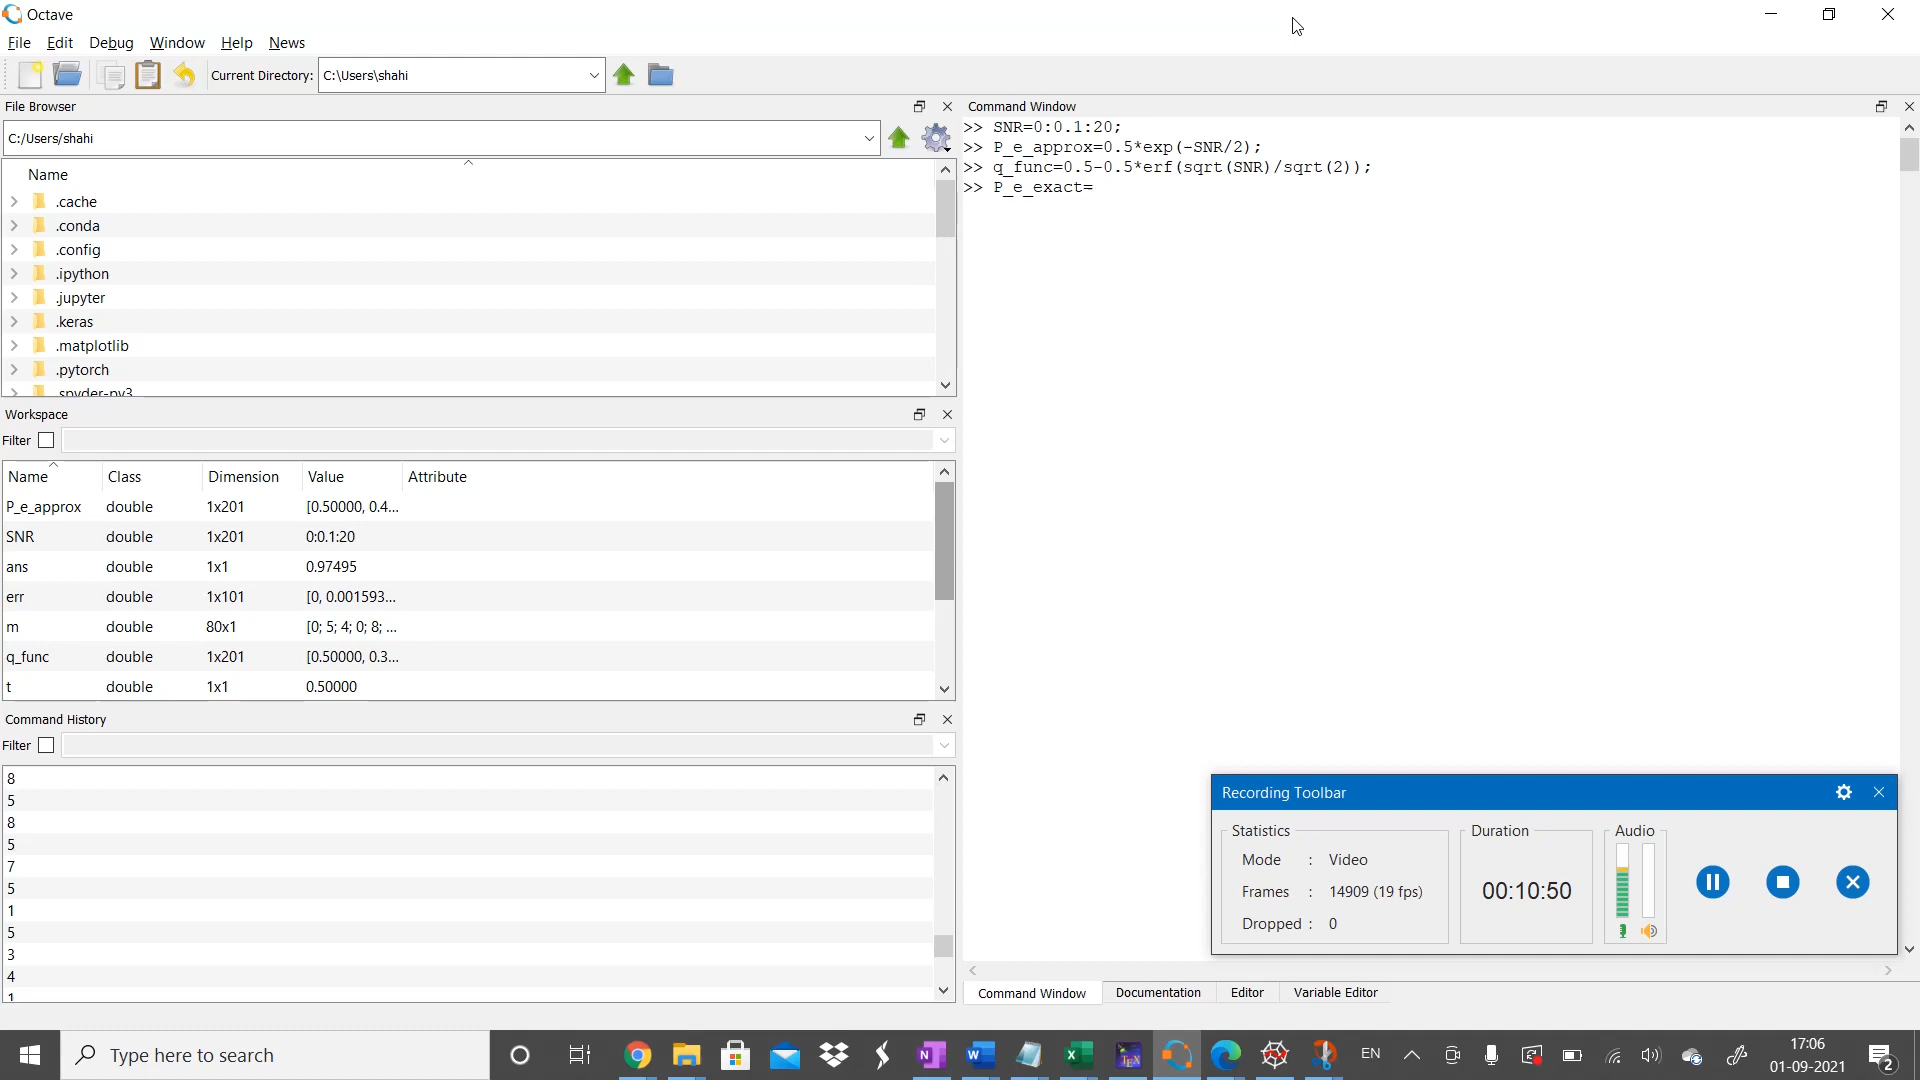 Octave
File Edit Debug Window Help News
Current Directory: C:\Users\shahi
File Browser
C:/Users/shahi
Name
.cache
.conda
.config
.ipython
.jupyter
.keras
.matplotlib
.pytorch
.spyder-py3
Workspace
Filter
Name Class Dimension Value Attribute
P_e_approx double 1x201 [0.50000, 0.4...
SNR double 1x201 0:0.1:20
ans double 1x1 0.97495
err double 1x101 [0, 0.001593...
m double 80x1 [0; 5; 4; 0; 8; ...
q_func double 1x201 [0.50000, 0.3...
t double 1x1 0.50000
Command History
Filter
8
5
8
5
7
5
1
5
3
4
1
Command Window
>> SNR=0:0.1:20;
>> P_e_approx=0.5*exp(-SNR/2);
>> q_func=0.5-0.5*erf(sqrt(SNR)/sqrt(2));
>> P_e_exact=
Recording Toolbar
Statistics
Mode : Video
Frames : 14909 (19 fps)
Dropped : 0
Duration
00:10:50
Audio
Command Window Documentation Editor Variable Editor
Type here to search
EN
17:06
01-09-2021
2